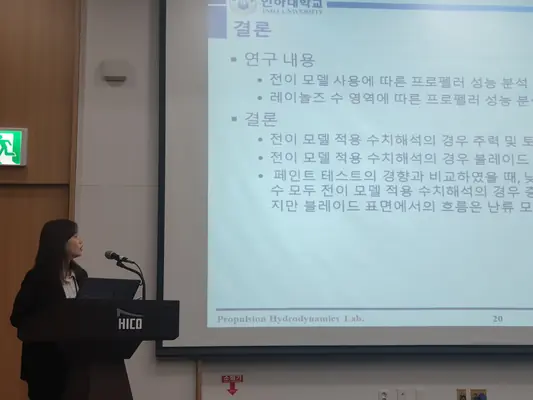 인하대학교
INHA UNIVERSITY
결론
▪ 연구 내용
▪ 전이 모델 사용에 따른 프로펠러 성능 분석
▪ 레이놀즈 수 영역에 따른 프로펠러 성능 분석
▪ 결론
▪ 전이 모델 적용 수치해석의 경우 추력 및 토
▪ 전이 모델 적용 수치해석의 경우 블레이드
▪ 페인트 테스트의 경향과 비교하였을 때, 낮
수 모두 전이 모델 적용 수치해석의 경우
지만 블레이드 표면에서의 흐름은 난류 모
Propulsion Hydrodynamics Lab.
20
HICO
소화기